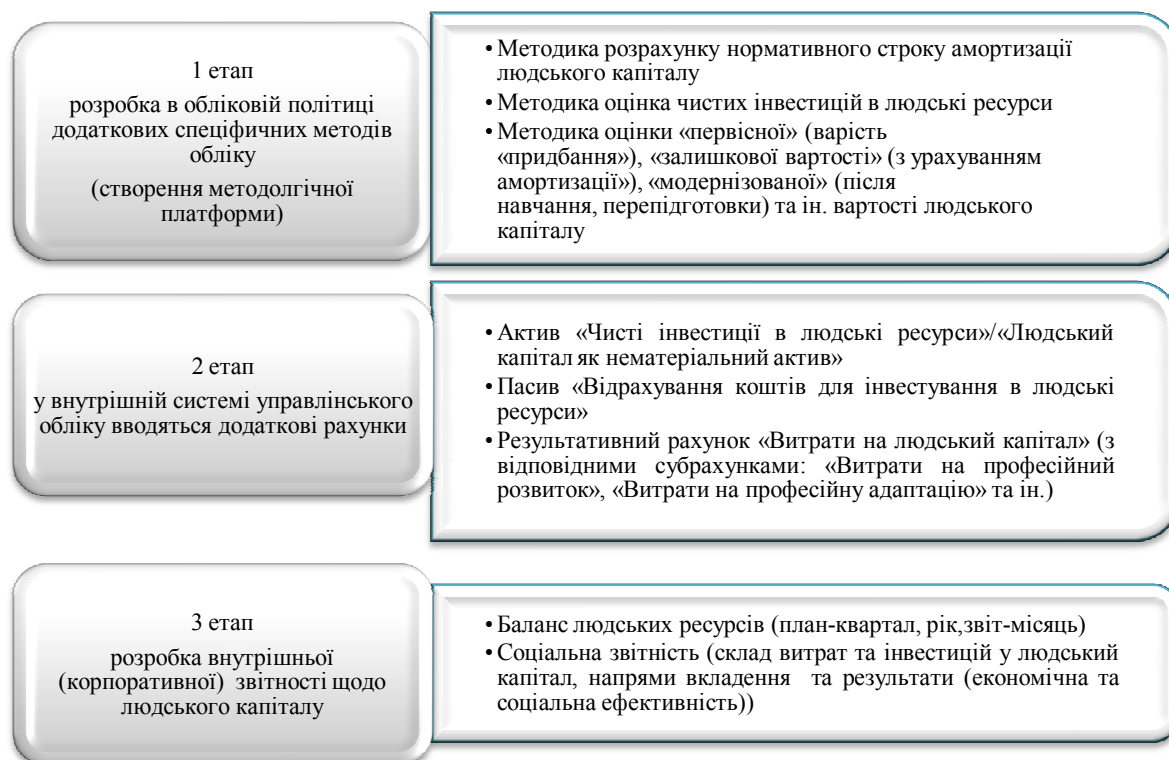 1 етап
розробка в обліковій політиці
додаткових спеціфичних методів
обліку
(створення методолгічної
платформи)
•Методика розрахунку нормативного строку амортизації
людського капіталу
•Методика оцінка чистих інвестицій в людські ресурси
•Методика оцінки «первісної» (варість
«придбання»), «залишкової вартості» (з урахуванням
амортизації»), «модернізованої» (після
навчання, перепідготовки) та ін. вартості людського
капіталу
2 етап
у внутрішній системі управлінського
обліку вводяться додаткові рахунки
•Актив «Чисті інвестиції в людські ресурси»/«Людський
капітал як нематеріальний актив»
•Пасив «Відрахування коштів для інвестування в людські
ресурси»
•Результативний рахунок «Витрати на людський капітал» (з
відповідними субрахунками: «Витрати на професійний
розвиток», «Витрати на професійну адаптацію» та ін.)
3 етап
розробка внутрішньої
(корпоративної) звітності щодо
людського капіталу
•Баланс людських ресурсів (план-квартал, рік,звіт-місяць)
•Соціальна звітність (склад витрат та інвестицій у людський
капітал, напрями вкладення та результати (економічна та
соціальна ефективність))